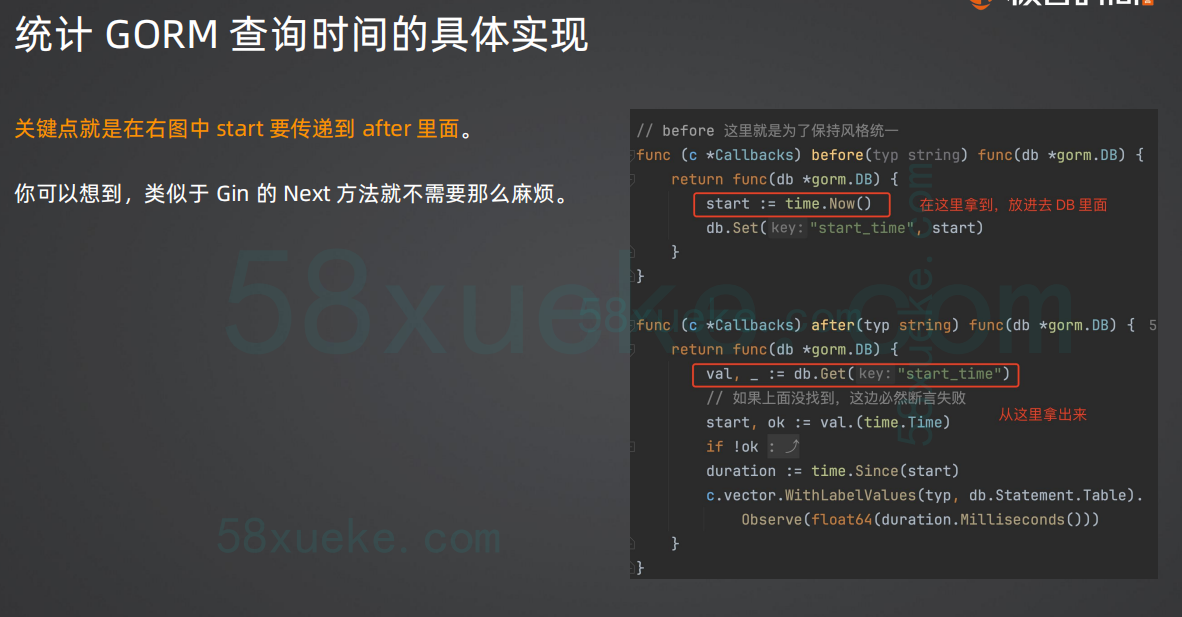 统计 GORM 查询时间的具体实现
关键点就是在右图中 start 要传递到 after 里面。
你可以想到，类似于 Gin 的 Next 方法就不需要那么麻烦。
// before 这里就是为了保持风格统一
func (c *Callbacks) before(typ string) func(db *gorm.DB) {
return func(db *gorm.DB) {
start := time.Now()
在这里拿到，放进去 DB 里面
db.Set( key: "start_time", start)
}
}
func (c *Callbacks) after(typ string) func(db *gorm.DB) { 5
return func(db *gorm.DB) {
val, _ := db.Get( key: "start_time")
// 如果上面没找到，这边必然断言失败
从这里拿出来
start, ok := val.(time.Time)
if !ok :
duration := time.Since(start)
c.vector.WithLabelValues(typ, db.Statement.Table).
Observe(float64(duration.Milliseconds()))
}
}
58xueke.com
58xueke.com
58xueke.com
58xueke.com